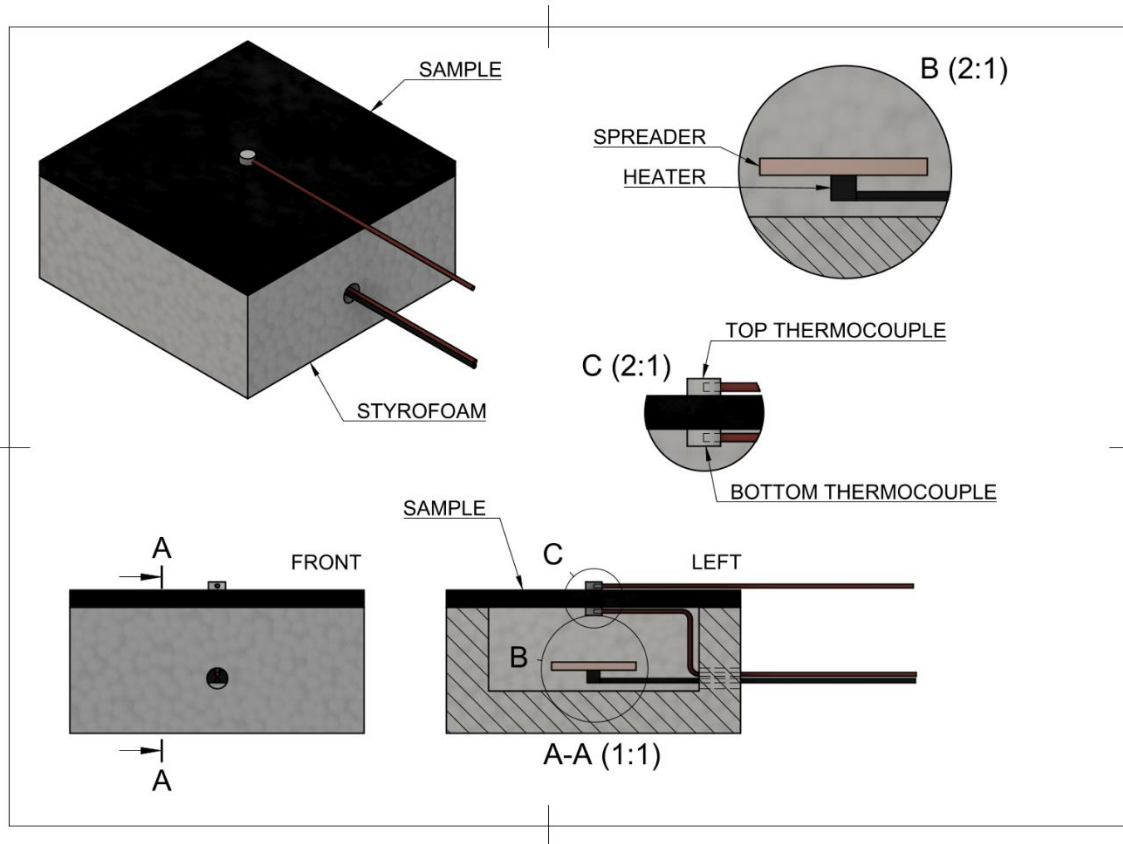 SAMPLE
STYROFOAM
B (2:1)
SPREADER
HEATER
TOP THERMOCOUPLE
C (2:1)
BOTTOM THERMOCOUPLE
A
FRONT
A
SAMPLE
C
LEFT
B
A-A (1:1)